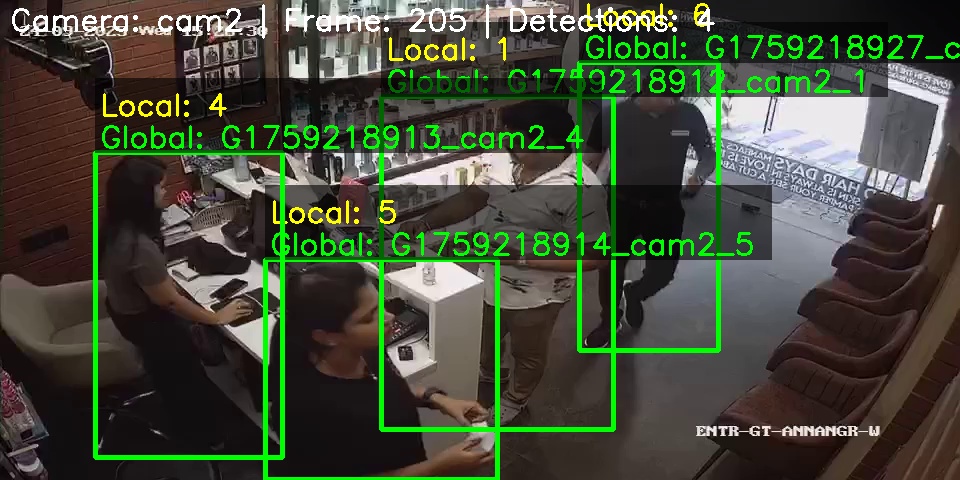 Camera: cam2 | Frame: 205 | Detections: 4
Local: 6
Global: G1759218927_c
Local: 1
Global: G1759218912_cam2_1
Local: 4
Global: G1759218913_cam2_4
Local: 5
Global: G1759218914_cam2_5
ENTR-GT-ANNANGR-W